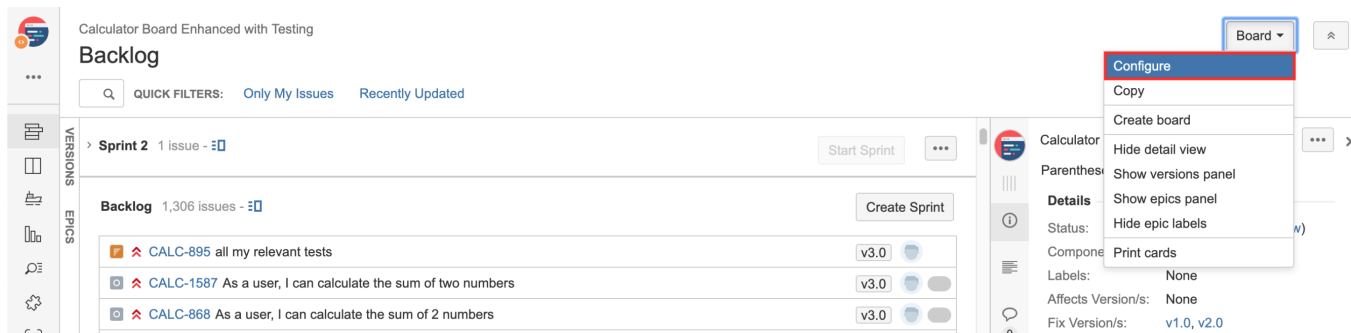 Calculator Board Enhanced with Testing
Backlog
Board
QUICK FILTERS: Only My Issues Recently Updated
Configure
Copy
Create board
Hide detail view
Show versions panel
Show epics panel
Hide epic labels
Print cards
VERSIONS
EPICS
Sprint 2 1 issue -
Start Sprint
Backlog 1,306 issues -
Create Sprint
CALC-895 all my relevant tests v3.0
CALC-1587 As a user, I can calculate the sum of two numbers v3.0
CALC-868 As a user, I can calculate the sum of 2 numbers v3.0
Calculator
Details
Status:
Labels: None
Affects Version/s: None
Fix Version/s: v1.0, v2.0